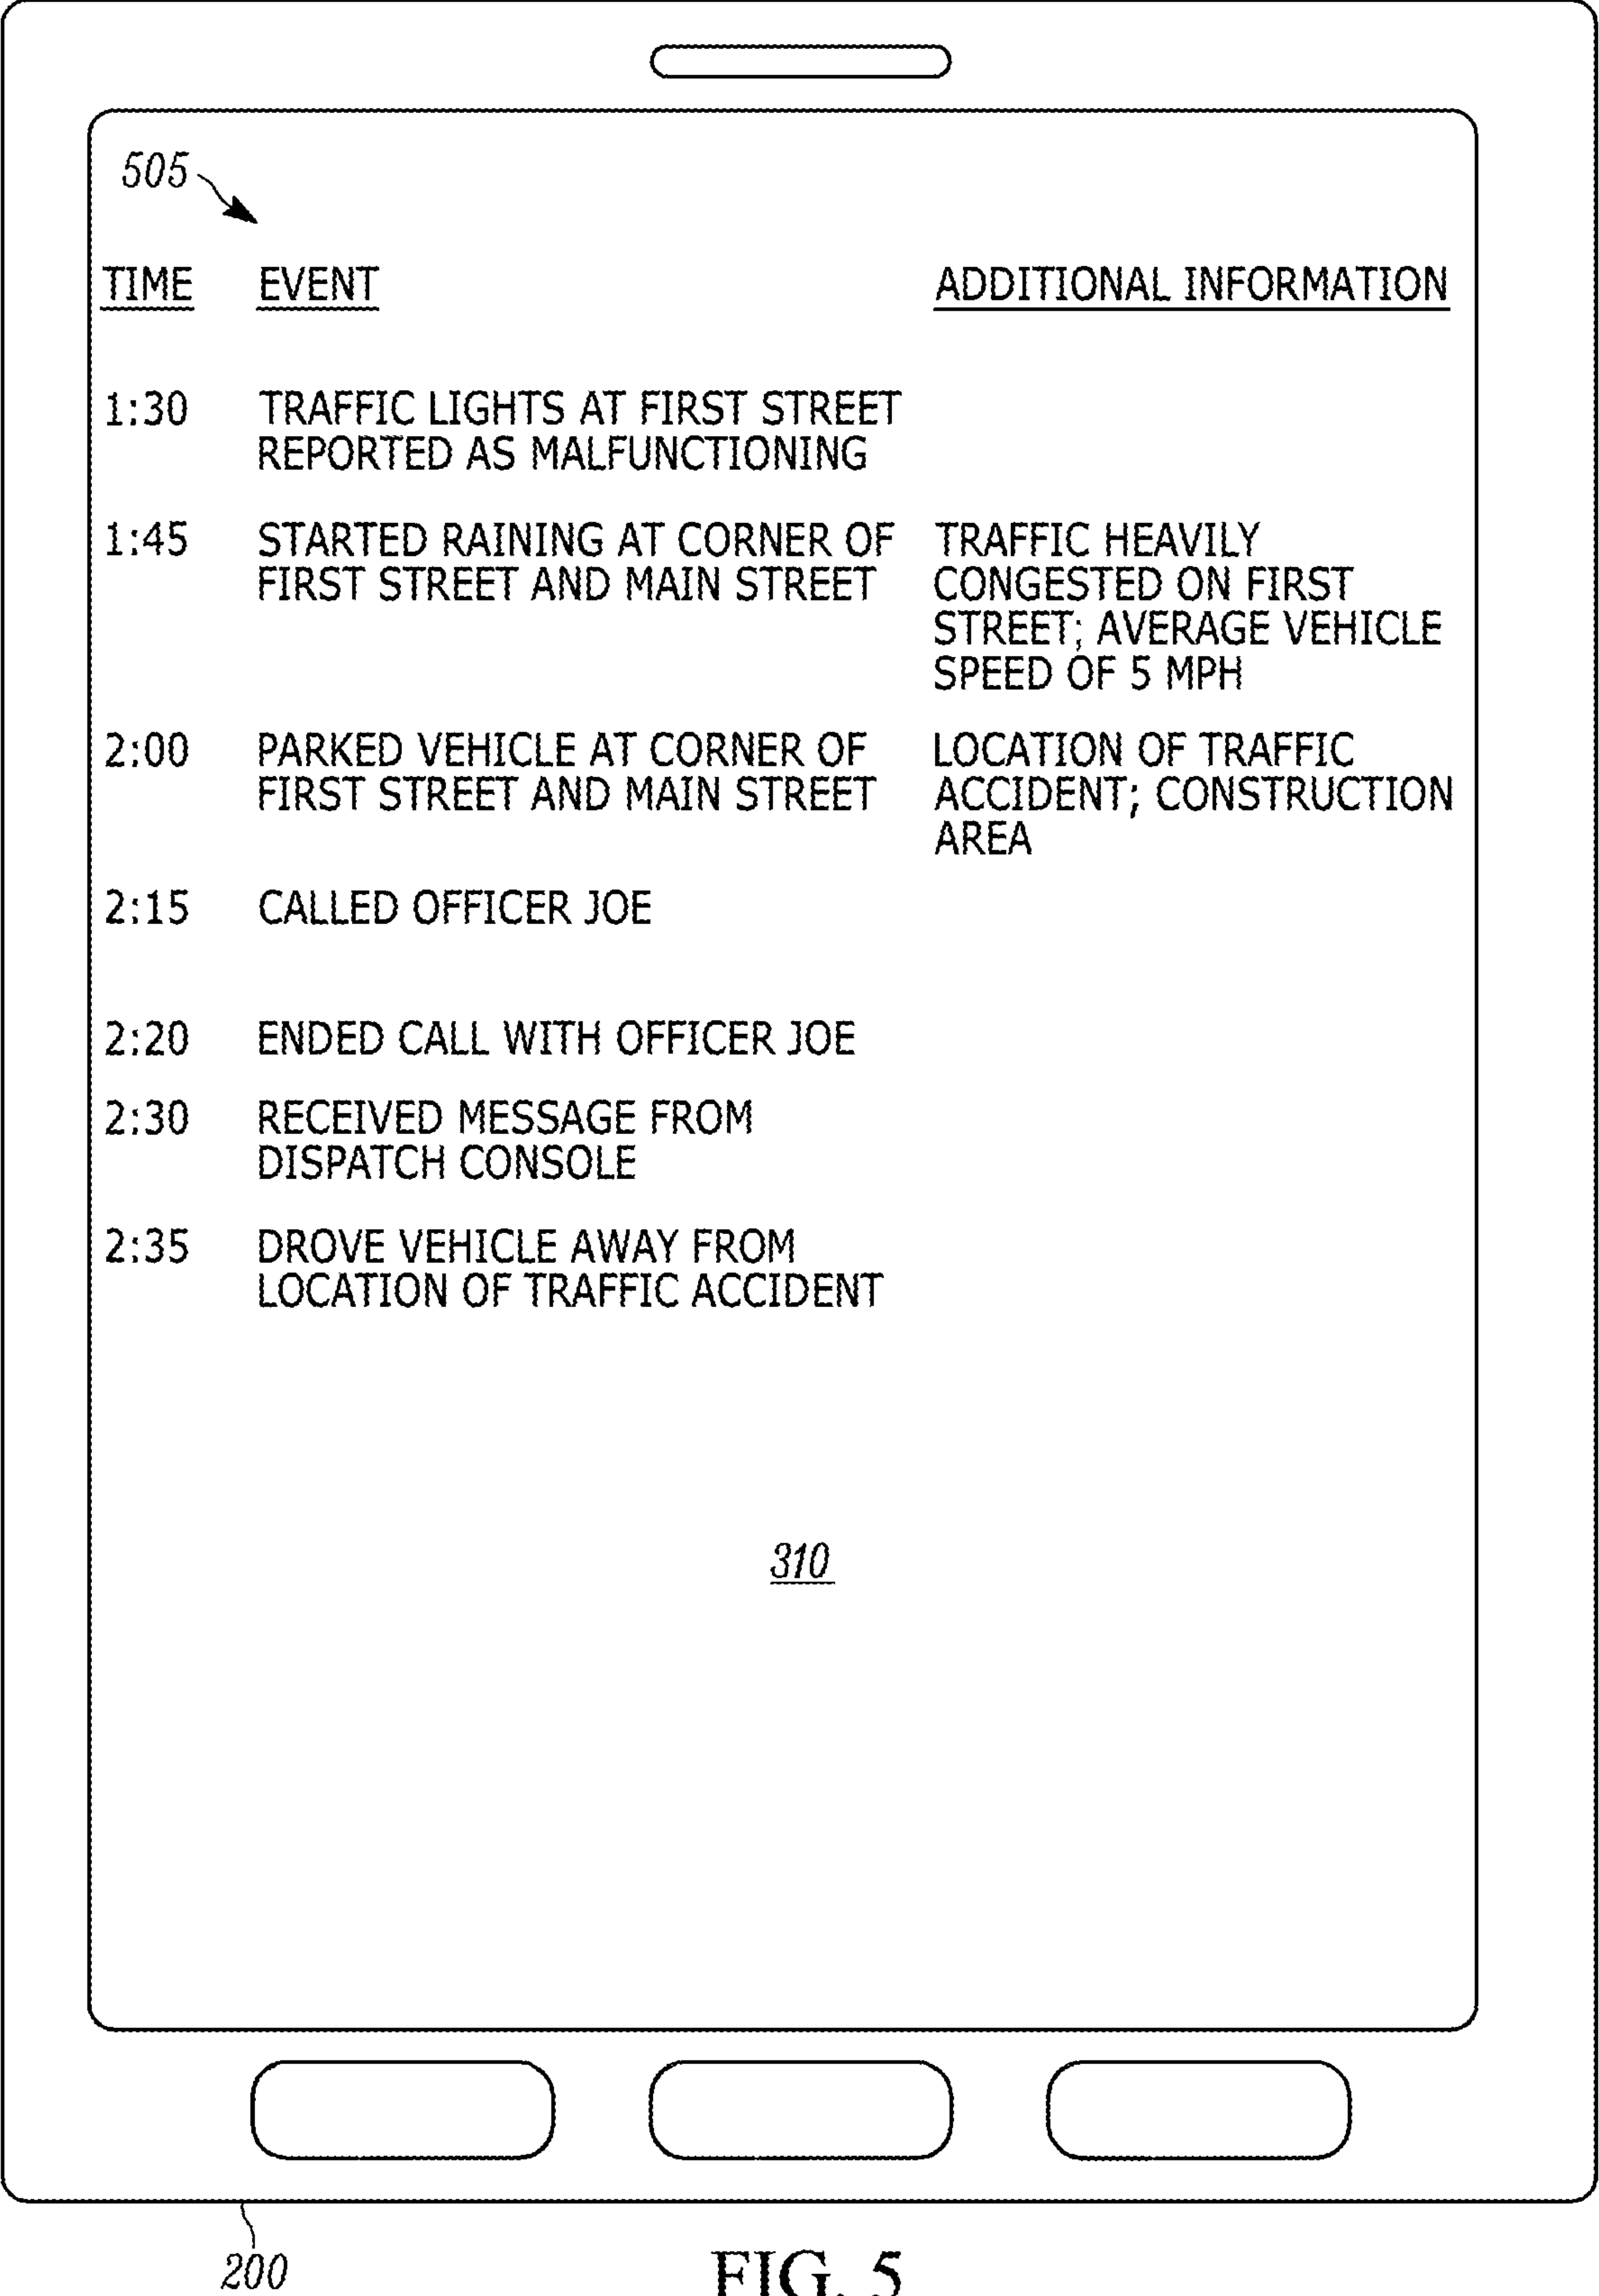 505
TIME EVENT ADDITIONAL INFORMATION
1:30 TRAFFIC LIGHTS AT FIRST STREET
REPORTED AS MALFUNCTIONING
1:45 STARTED RAINING AT CORNER OF TRAFFIC HEAVILY
FIRST STREET AND MAIN STREET CONGESTED ON FIRST
STREET; AVERAGE VEHICLE
SPEED OF 5 MPH
2:00 PARKED VEHICLE AT CORNER OF LOCATION OF TRAFFIC
FIRST STREET AND MAIN STREET ACCIDENT; CONSTRUCTION
AREA
2:15 CALLED OFFICER JOE
2:20 ENDED CALL WITH OFFICER JOE
2:30 RECEIVED MESSAGE FROM
DISPATCH CONSOLE
2:35 DROVE VEHICLE AWAY FROM
LOCATION OF TRAFFIC ACCIDENT
310
200
FIG. 5